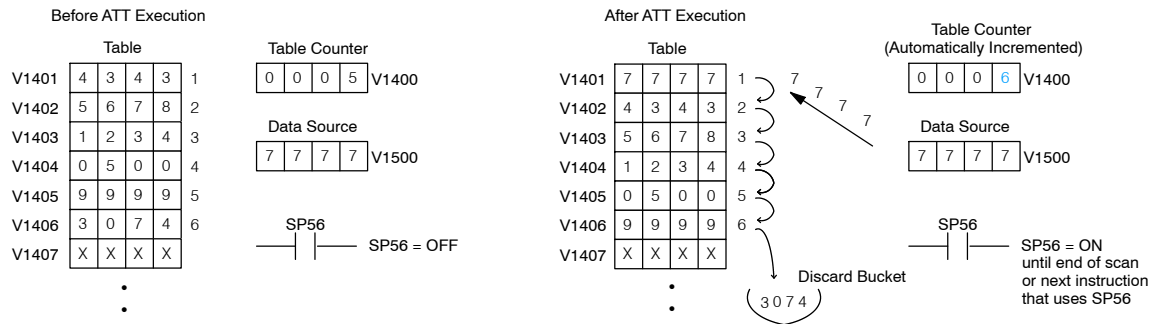 Before ATT Execution
Table
V1401 4 3 4 3 1
V1402 5 6 7 8 2
V1403 1 2 3 4 3
V1404 0 5 0 0 4
V1405 9 9 9 9 5
V1406 3 0 7 4 6
V1407 X X X X
Table Counter
0 0 0 5 V1400
Data Source
7 7 7 7 V1500
SP56
SP56 = OFF
After ATT Execution
Table
V1401 7 7 7 7 1
V1402 4 3 4 3 2
V1403 5 6 7 8 3
V1404 1 2 3 4 4
V1405 0 5 0 0 5
V1406 9 9 9 9 6
V1407 X X X X
7 7 7 7
Discard Bucket
3 0 7 4
Table Counter
(Automatically Incremented)
0 0 0 6 V1400
Data Source
7 7 7 7 V1500
SP56
SP56 = ON
until end of scan
or next instruction
that uses SP56